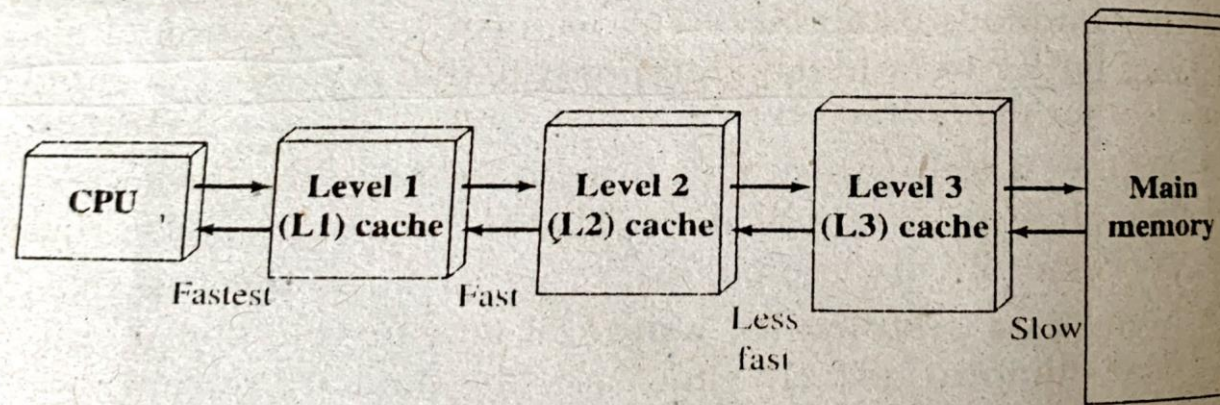 CPU
Level 1
(L1) cache
Level 2
(L2) cache
Level 3
(L3) cache
Main
memory
Fastest
Fast
Less
fast
Slow